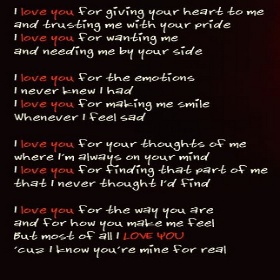 I love you for giving your heart to me
and trusting me with your pride
I love you for wanting me
and needing me by your side

I love you for the emotions
I never knew I had
I love you for making me smile
Whenever I feel sad

I love you for your thoughts of me
where I'm always on your mind
I love you for finding that part of me
that I never thought I'd find

I love you for the way you are
and for how you make me feel
But most of all I LOVE YOU
'cuz I know you're mine for real